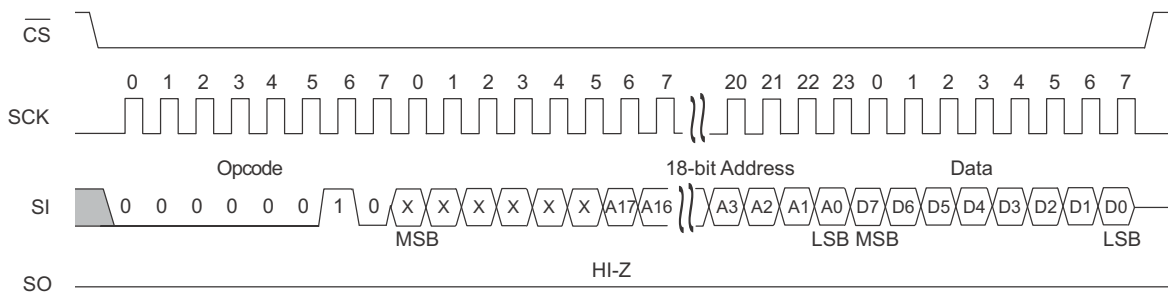 CS
0 1 2 3 4 5 6 7 0 1 2 3 4 5 6 7 20 21 22 23 0 1 2 3 4 5 6 7
SCK
Opcode 18-bit Address Data
SI 0 0 0 0 0 0 1 0 X X X X X X A17 A16 A3 A2 A1 A0 D7 D6 D5 D4 D3 D2 D1 D0
MSB LSB MSB LSB
HI-Z
SO